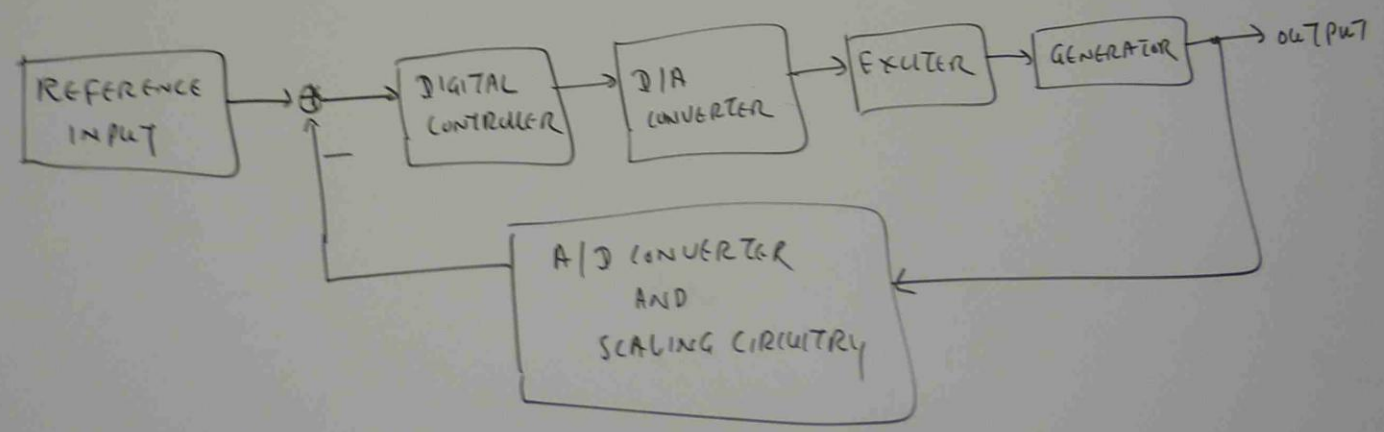 REFERENCE
INPUT
+
DIGITAL
CONTROLLER
D/A
CONVERTER
EXCITER
GENERATOR
OUTPUT
−
A/D CONVERTER
AND
SCALING CIRCUITRY